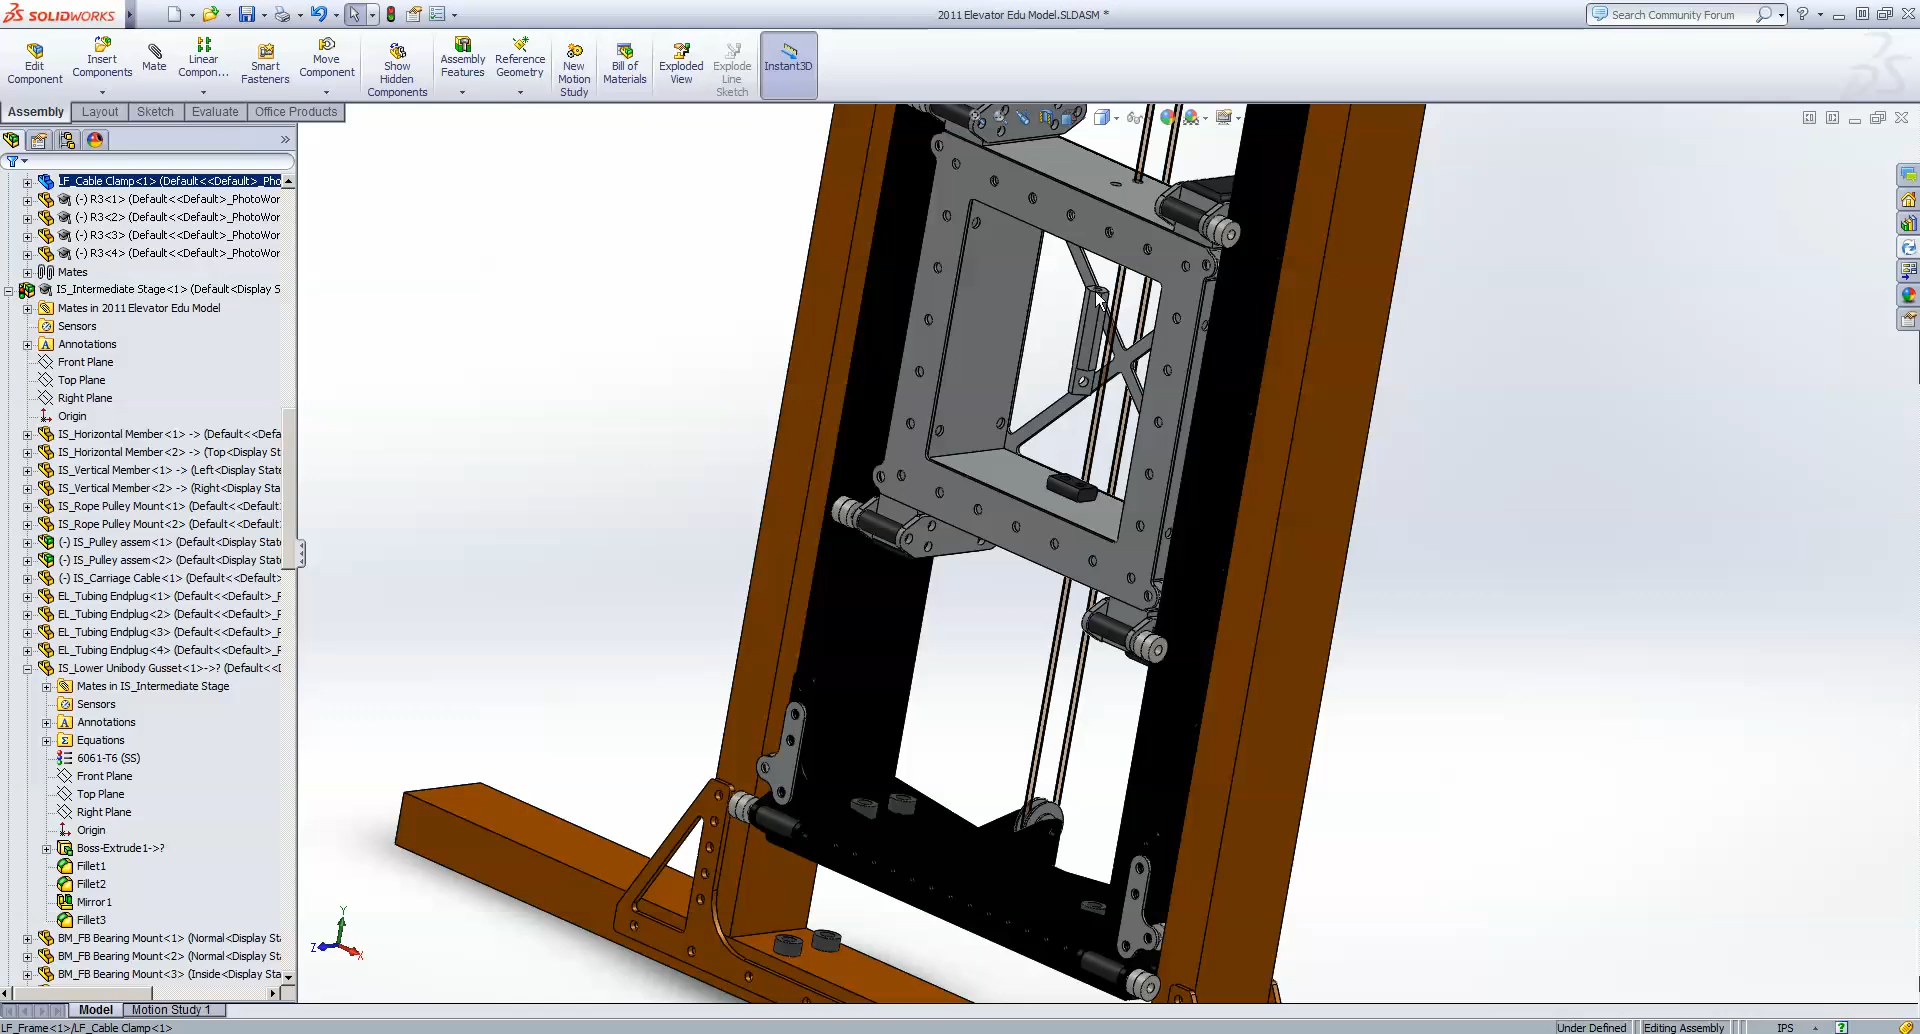 SOLIDWORKS
2011 Elevator Edu Model.SLDASM *
Search Community Forum
Edit Component
Insert Components
Mate
Linear Compon...
Smart Fasteners
Move Component
Show Hidden Components
Assembly Features
Reference Geometry
New Motion Study
Bill of Materials
Exploded View
Explode Line Sketch
Instant3D
Assembly Layout Sketch Evaluate Office Products
LF_Cable Clamp<1> (Default<<Default>_Pho
(-) R3<1> (Default<<Default>_PhotoWor
(-) R3<2> (Default<<Default>_PhotoWor
(-) R3<3> (Default<<Default>_PhotoWor
(-) R3<4> (Default<<Default>_PhotoWor
Mates
IS_Intermediate Stage<1> (Default<Display S
Mates in 2011 Elevator Edu Model
Sensors
Annotations
Front Plane
Top Plane
Right Plane
Origin
IS_Horizontal Member<1> -> (Default<<Defa
IS_Horizontal Member<2> -> (Top<Display St
IS_Vertical Member<1> -> (Left<Display State
IS_Vertical Member<2> -> (Right<Display Sta
IS_Rope Pulley Mount<1> (Default<<Default
IS_Rope Pulley Mount<2> (Default<<Default
(-) IS_Pulley assem<1> (Default<Display Stat
(-) IS_Pulley assem<2> (Default<Display Stat
(-) IS_Carriage Cable<1> (Default<<Default>
EL_Tubing Endplug<1> (Default<<Default>_F
EL_Tubing Endplug<2> (Default<<Default>_F
EL_Tubing Endplug<3> (Default<<Default>_F
EL_Tubing Endplug<4> (Default<<Default>_F
IS_Lower Unibody Gusset<1>->? (Default<<D
Mates in IS_Intermediate Stage
Sensors
Annotations
Equations
6061-T6 (SS)
Front Plane
Top Plane
Right Plane
Origin
Boss-Extrude1->?
Fillet1
Fillet2
Mirror1
Fillet3
BM_FB Bearing Mount<1> (Normal<Display St
BM_FB Bearing Mount<2> (Normal<Display St
BM_FB Bearing Mount<3> (Inside<Display Sta
Y
Z
X
Model Motion Study 1
LF_Frame<1>/LF_Cable Clamp<1> Under Defined Editing Assembly IPS